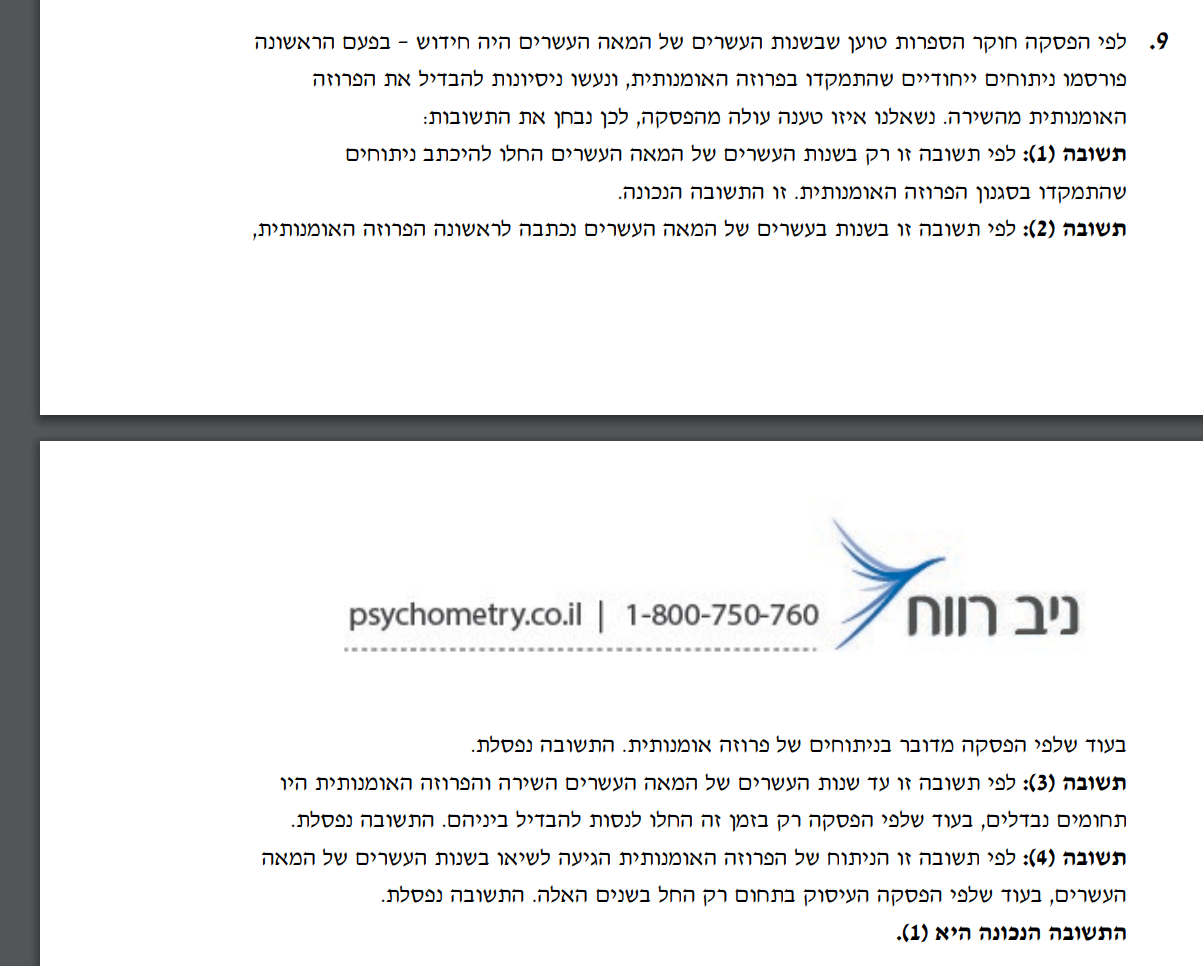 9. לפי הפסקה חוקר הספרות טוען שבשנות העשרים של המאה העשרים היה חידוש – בפעם הראשונה
פורסמו ניתוחים ייחודיים שהתמקדו בפרוזה האומנותית, ונעשו ניסיונות להבדיל את הפרוזה
האומנותית מהשירה. נשאלנו איזו טענה עולה מהפסקה, לכן נבחן את התשובות:
תשובה (1): לפי תשובה זו רק בשנות העשרים של המאה העשרים החלו להיכתב ניתוחים
שהתמקדו בסגנון הפרוזה האומנותית. זו התשובה הנכונה.
תשובה (2): לפי תשובה זו בשנות בעשרים של המאה העשרים נכתבה לראשונה הפרוזה האומנותית,
ניב רווח
psychometry.co.il | 1-800-750-760
בעוד שלפי הפסקה מדובר בניתוחים של פרוזה אומנותית. התשובה נפסלת.
תשובה (3): לפי תשובה זו עד שנות העשרים של המאה העשרים השירה והפרוזה האומנותית היו
תחומים נבדלים, בעוד שלפי הפסקה רק בזמן זה החלו לנסות להבדיל ביניהם. התשובה נפסלת.
תשובה (4): לפי תשובה זו הניתוח של הפרוזה האומנותית הגיעה לשיאו בשנות העשרים של המאה
העשרים, בעוד שלפי הפסקה העיסוק בתחום רק החל בשנים האלה. התשובה נפסלת.
התשובה הנכונה היא (1).